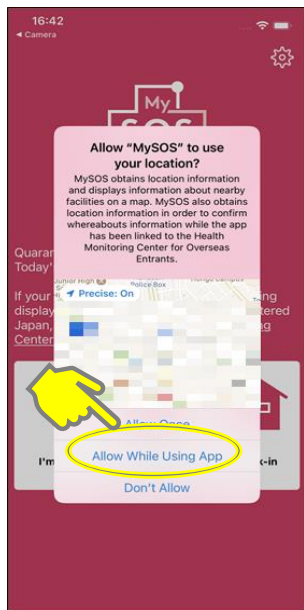 16:42
Camera
My
SOS
Allow “MySOS” to use
your location?
MySOS obtains location information
and displays information about nearby
facilities on a map. MySOS also obtains
location information in order to confirm
whereabouts information while the app
has been linked to the Health
Monitoring Center for Overseas
Entrants.
Quaran
Today'
Junior High
Police Box
Precise: On
If your
ng
display
tered
Japan,
g
Center
Allow Once
I'm
Allow While Using App
k-in
Don't Allow